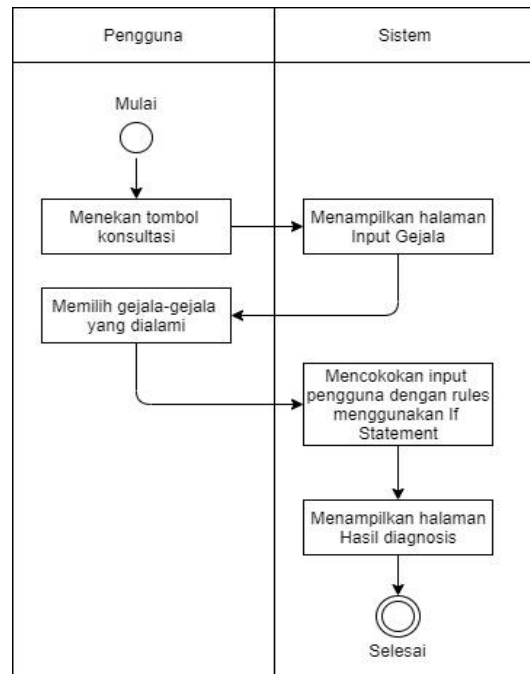 Pengguna
Sistem
Mulai
Menekan tombol
konsultasi
Menampilkan halaman
Input Gejala
Memilih gejala-gejala
yang dialami
Mencokokan input
pengguna dengan rules
menggunakan If
Statement
Menampilkan halaman
Hasil diagnosis
Selesai